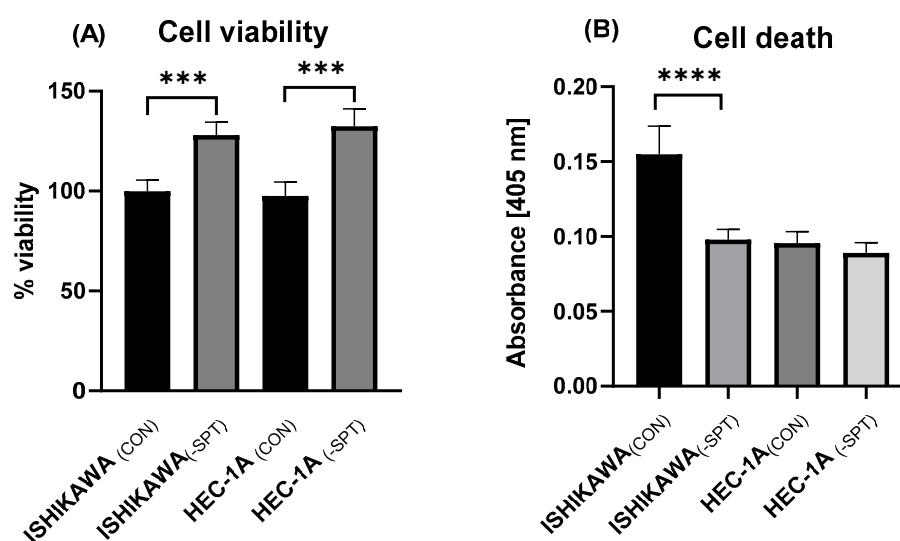 (A) Cell viability
***
***
150
100
50
0
% viability
ISHIKAWA (CON)
ISHIKAWA(-SPT)
HEC-1A (CON)
HEC-1A (-SPT)
(B) Cell death
****
0.20
0.15
0.10
0.05
0.00
Absorbance [405 nm]
ISHIKAWA(CON)
ISHIKAWA(-SPT)
HEC-1A(CON)
HEC-1A (-SPT)